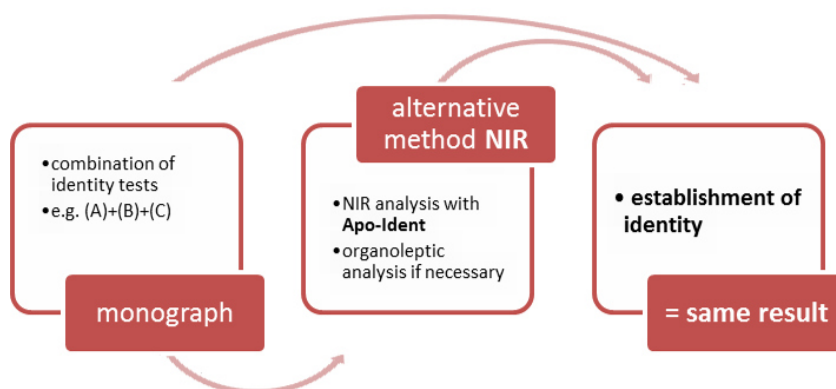 •combination of
identity tests
•e.g. (A)+(B)+(C)
monograph
alternative
method NIR
•NIR analysis with
Apo-Ident
•organoleptic
analysis if necessary
• establishment of
identity
= same result